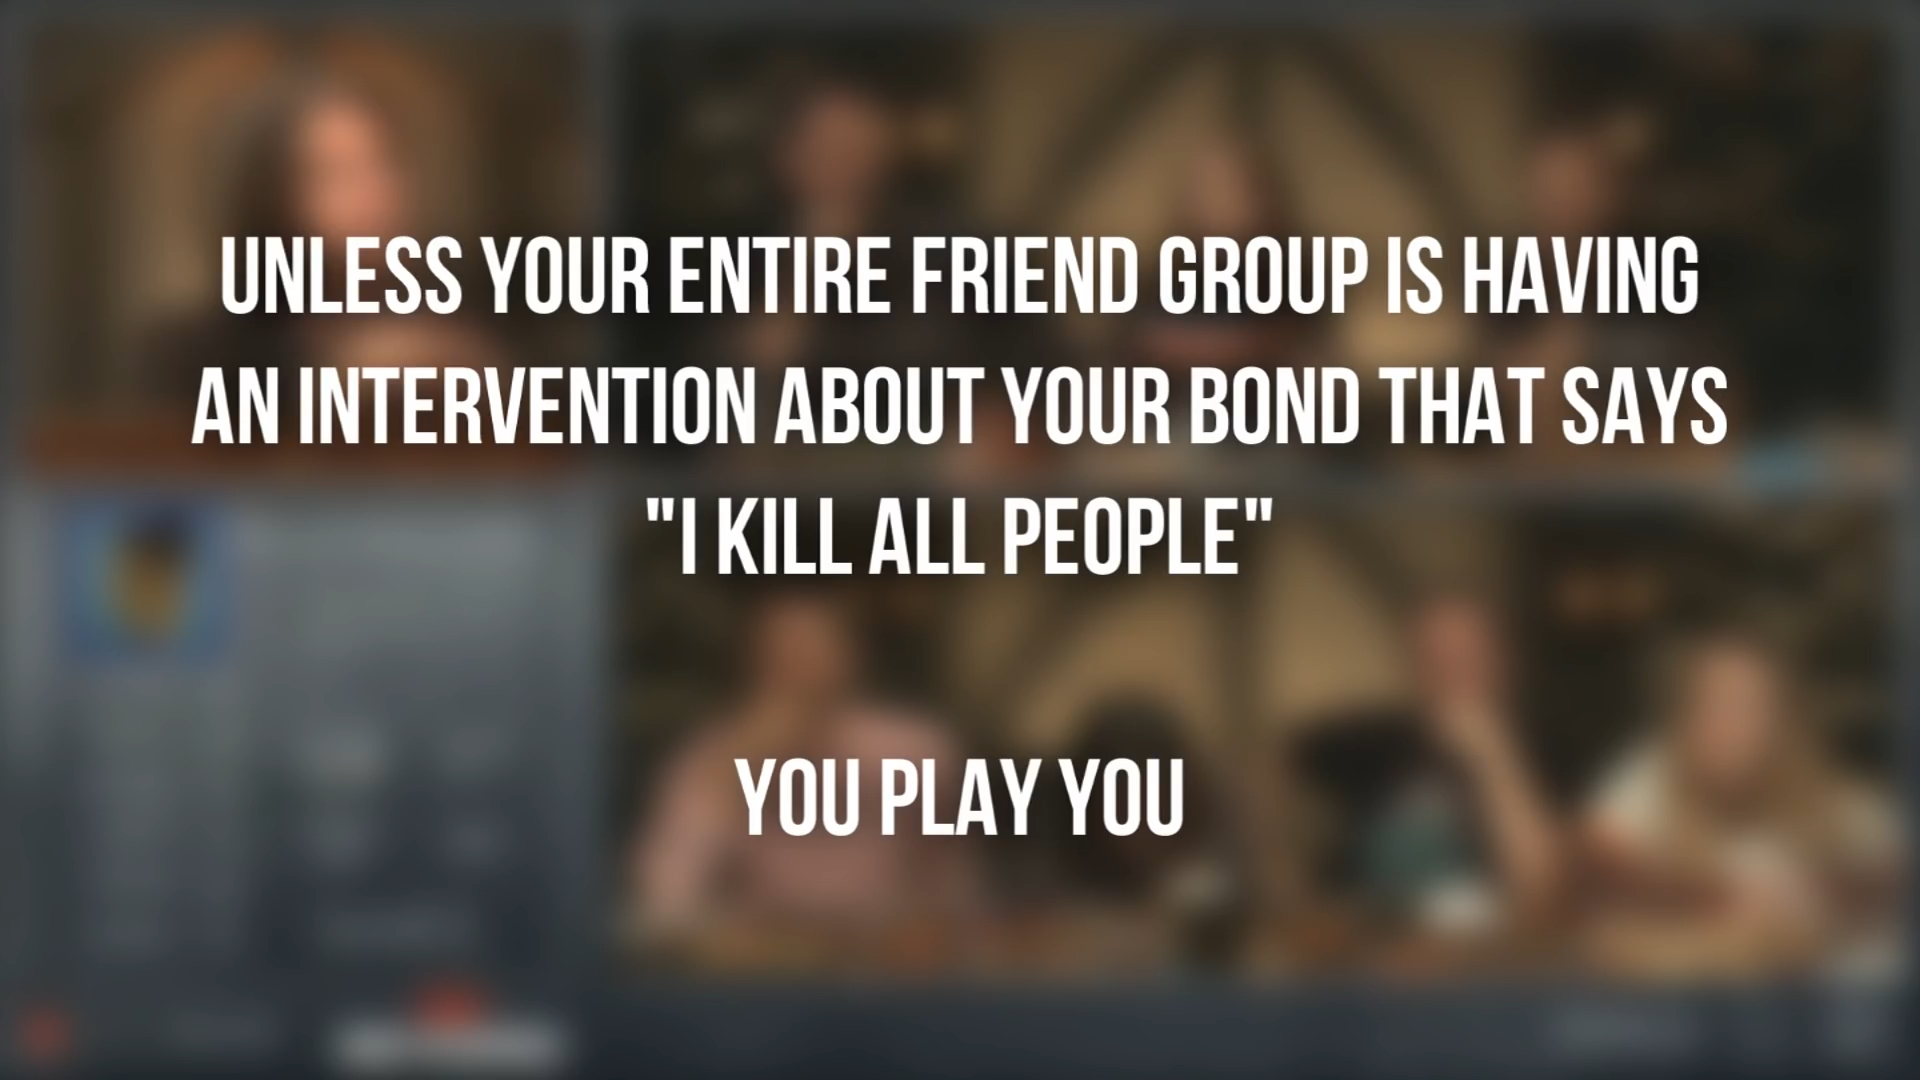 UNLESS YOUR ENTIRE FRIEND GROUP IS HAVING
AN INTERVENTION ABOUT YOUR BOND THAT SAYS
"I KILL ALL PEOPLE"
YOU PLAY YOU